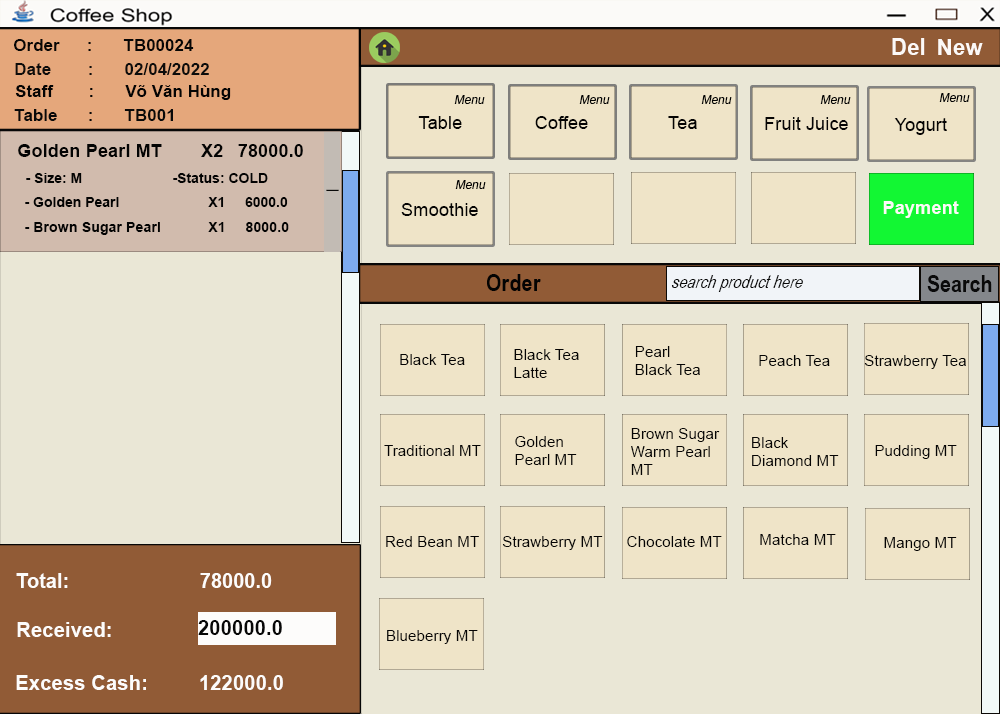 Coffee Shop
Order : TB00024
Date : 02/04/2022
Staff : Võ Văn Hùng
Table : TB001
Golden Pearl MT X2 78000.0
- Size: M -Status: COLD
- Golden Pearl X1 6000.0
- Brown Sugar Pearl X1 8000.0
Total: 78000.0
Received: 200000.0
Excess Cash: 122000.0
Del New
Menu
Table
Menu
Coffee
Menu
Tea
Menu
Fruit Juice
Menu
Yogurt
Menu
Smoothie
Payment
Order
search product here
Search
Black Tea
Black Tea
Latte
Pearl
Black Tea
Peach Tea
Strawberry Tea
Traditional MT
Golden
Pearl MT
Brown Sugar
Warm Pearl
MT
Black
Diamond MT
Pudding MT
Red Bean MT
Strawberry MT
Chocolate MT
Matcha MT
Mango MT
Blueberry MT